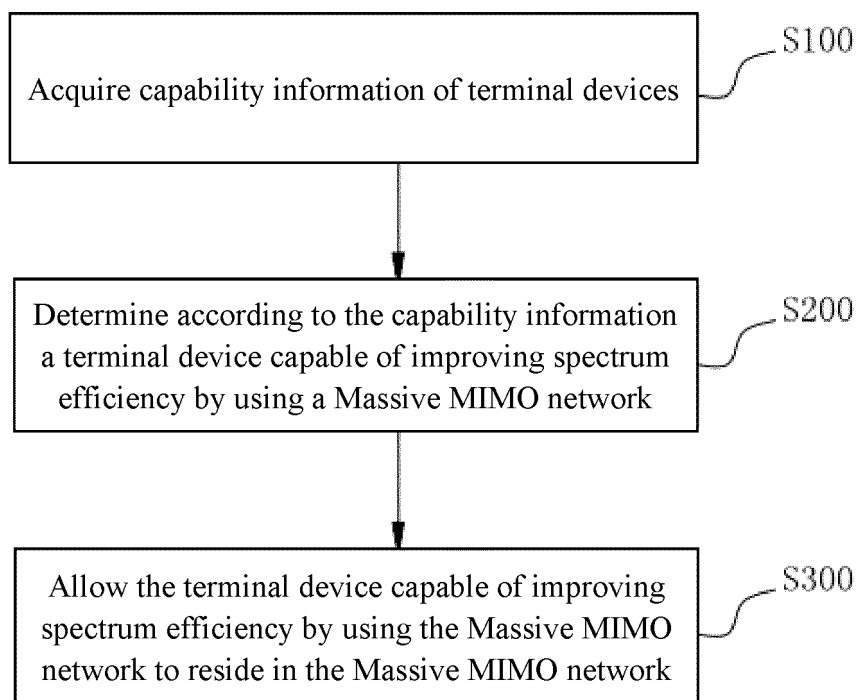 S100
Acquire capability information of terminal devices
S200
Determine according to the capability information
a terminal device capable of improving spectrum
efficiency by using a Massive MIMO network
S300
Allow the terminal device capable of improving
spectrum efficiency by using the Massive MIMO
network to reside in the Massive MIMO network